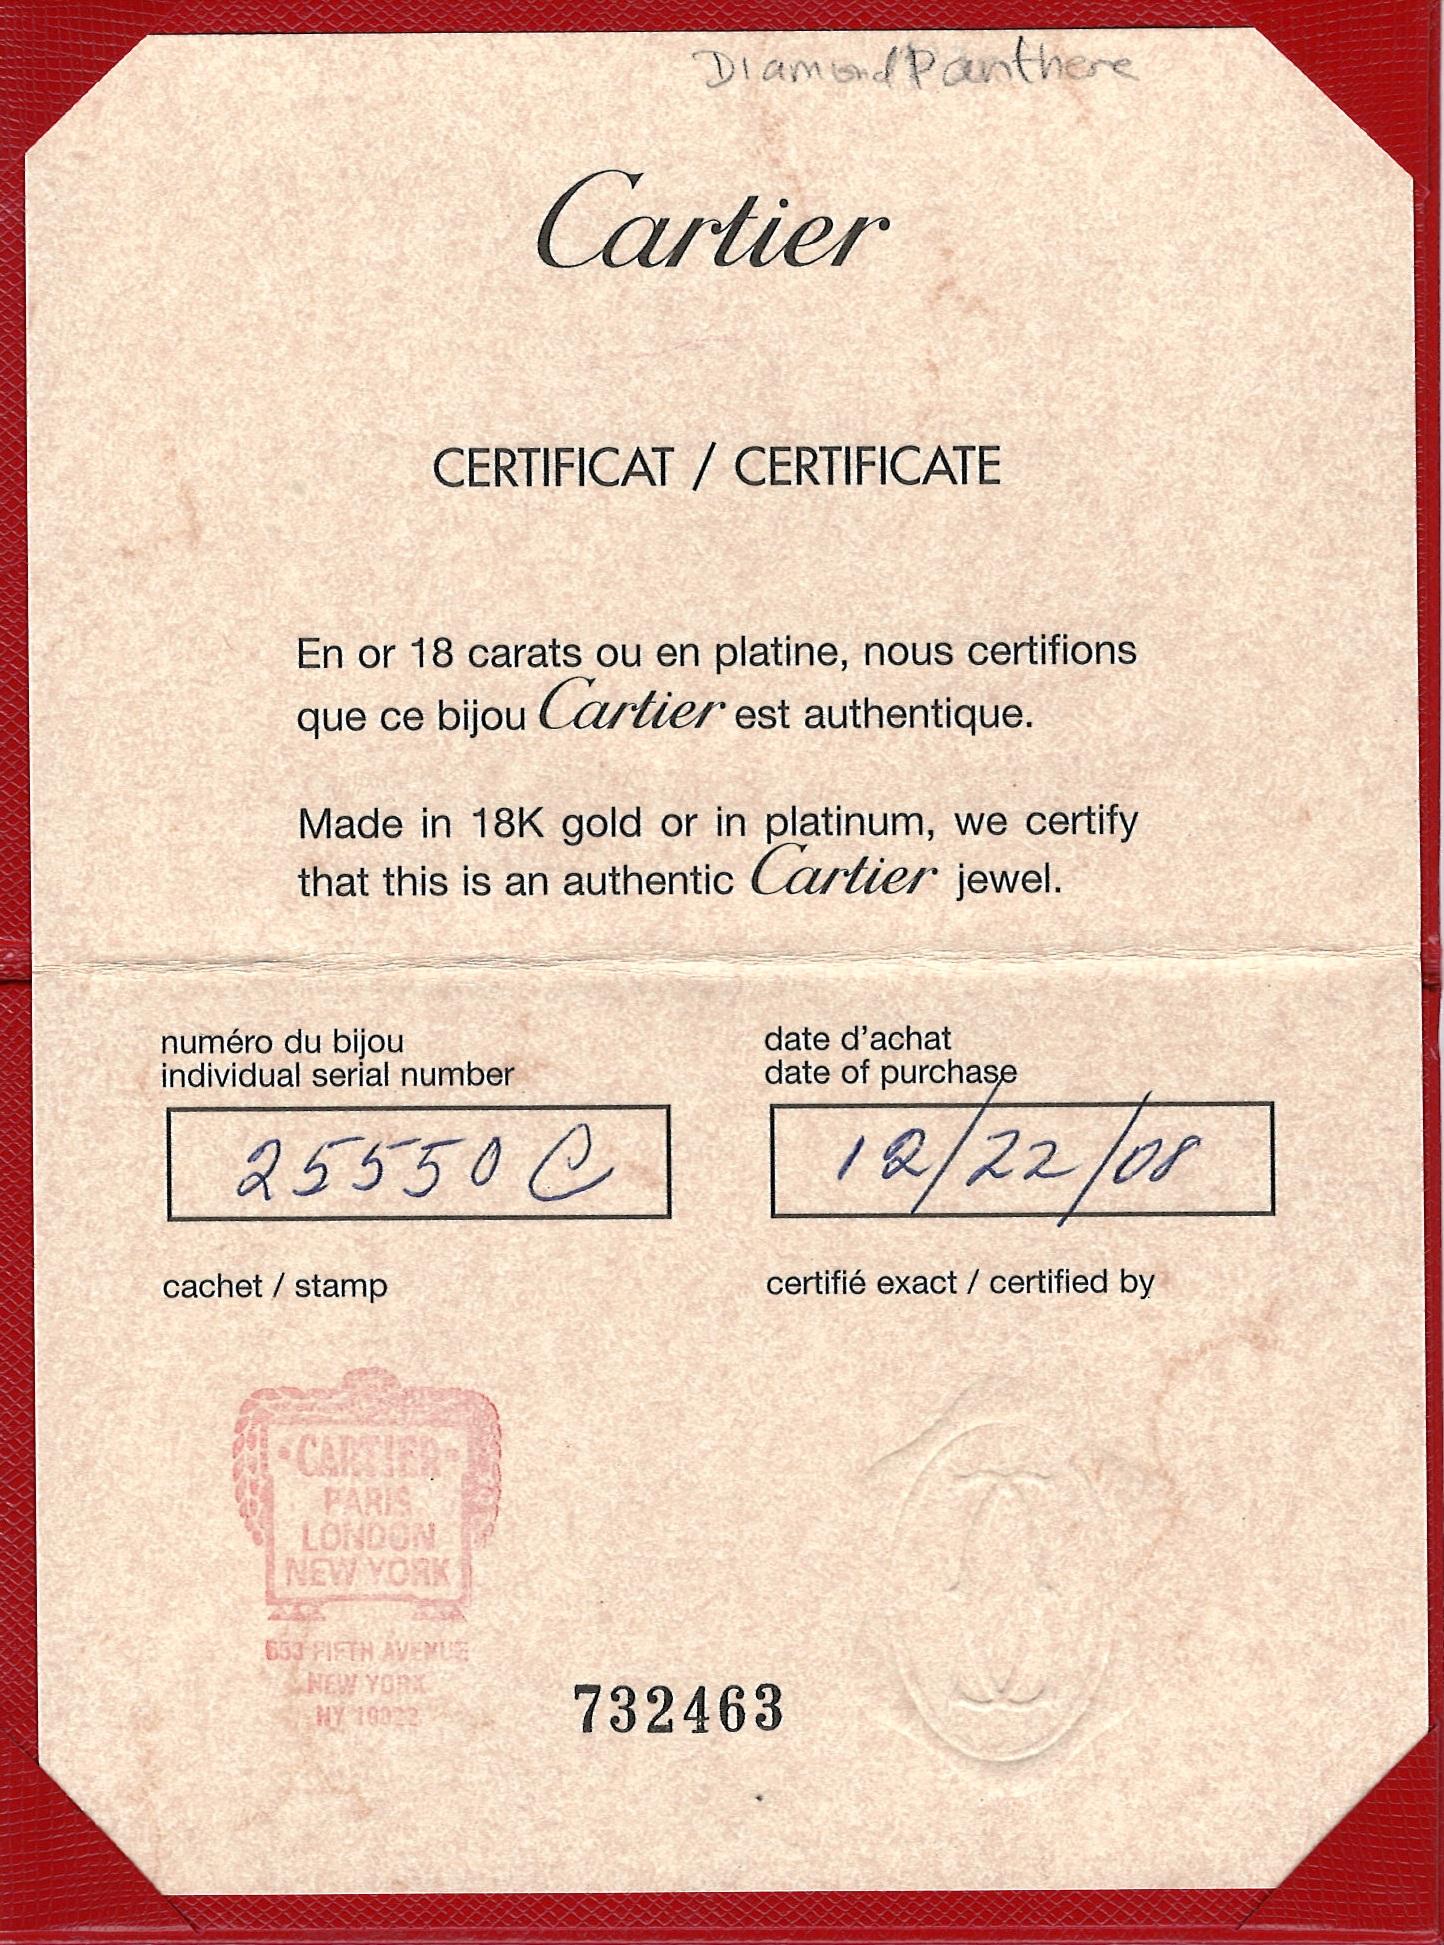 Diamond Panthere
Cartier
CERTIFICAT / CERTIFICATE
En or 18 carats ou en platine, nous certifions
que ce bijou Cartier est authentique.
Made in 18K gold or in platinum, we certify
that this is an authentic Cartier jewel.
numéro du bijou
individual serial number
25550C
date d'achat
date of purchase
12/22/08
cachet / stamp
certifié exact / certified by
·CARTIER·
PARIS
LONDON
NEW YORK
653 FIFTH AVENUE
NEW YORK
NY 10022
732463